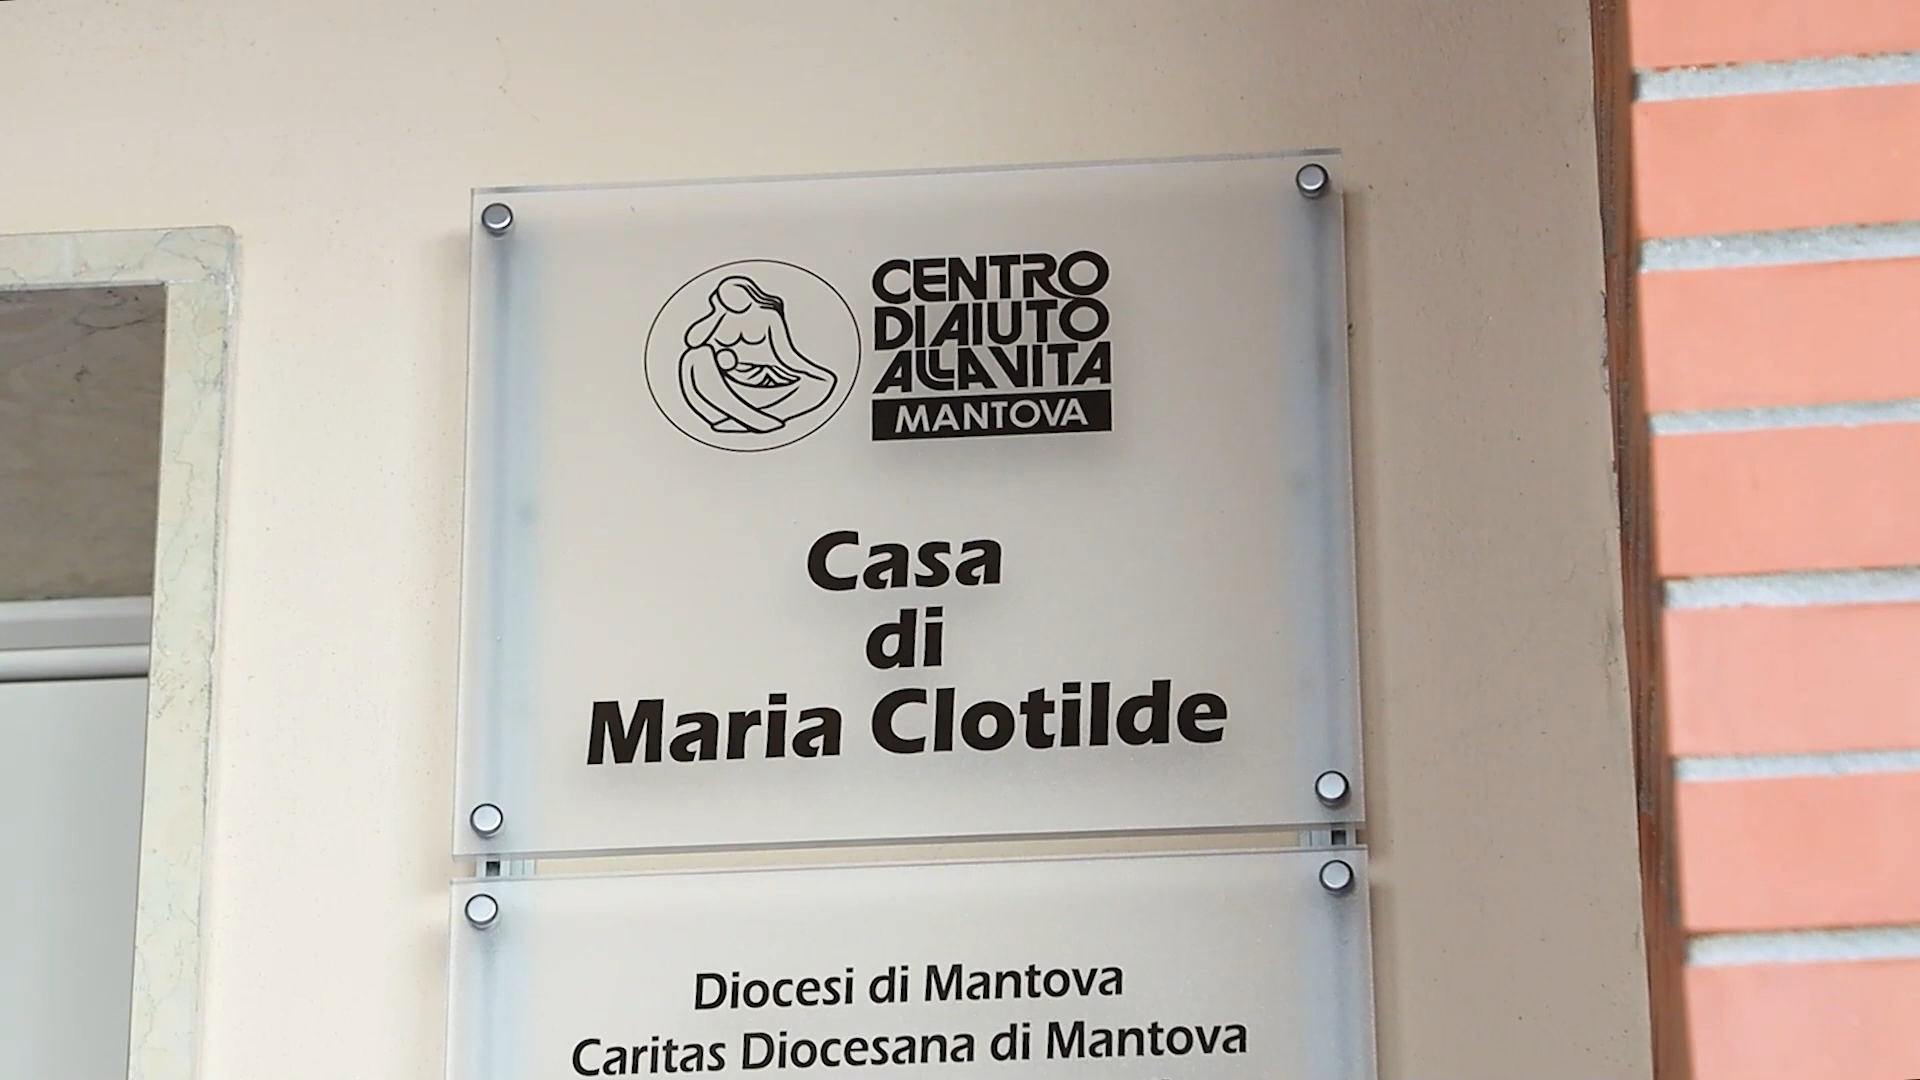 CENTRO
DI AIUTO
ALLA VITA
MANTOVA
Casa
di
Maria Clotilde
Diocesi di Mantova
Caritas Diocesana di Mantova